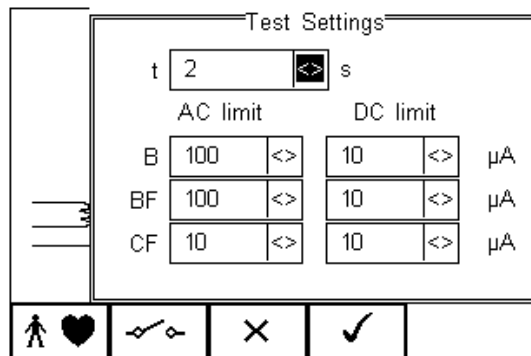 Test Settings
t 2 <> s
AC limit DC limit
B 100 <> 10 <> µA
BF 100 <> 10 <> µA
CF 10 <> 10 <> µA